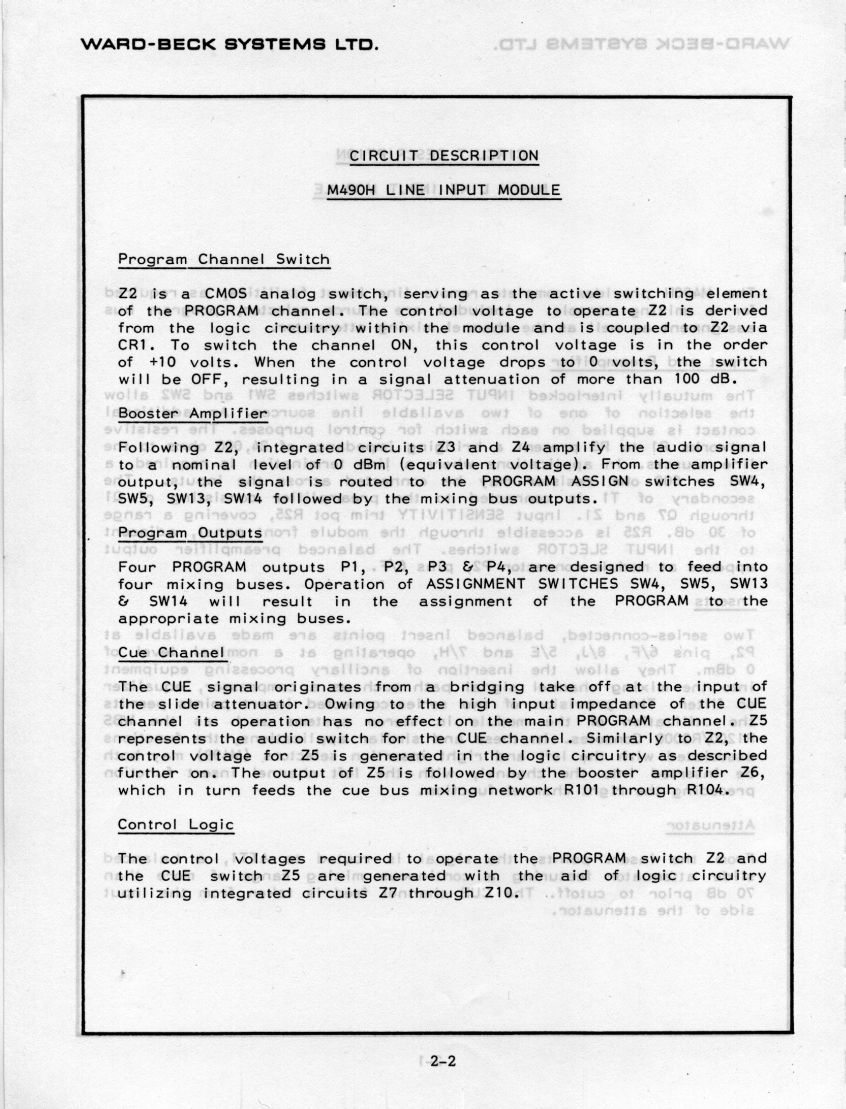 WARD-BECK SYSTEMS LTD.
CIRCUIT DESCRIPTION
M490H LINE INPUT MODULE
Program Channel Switch
Z2 is a CMOS analog switch, serving as the active switching element
of the PROGRAM channel. The control voltage to operate Z2 is derived
from the logic circuitry within the module and is coupled to Z2 via
CR1. To switch the channel ON, this control voltage is in the order
of +10 volts. When the control voltage drops to 0 volts, the switch
will be OFF, resulting in a signal attenuation of more than 100 dB.
Booster Amplifier
Following Z2, integrated circuits Z3 and Z4 amplify the audio signal
to a nominal level of 0 dBm (equivalent voltage). From the amplifier
output, the signal is routed to the PROGRAM ASSIGN switches SW4,
SW5, SW13, SW14 followed by the mixing bus outputs.
Program Outputs
Four PROGRAM outputs P1, P2, P3 & P4, are designed to feed into
four mixing buses. Operation of ASSIGNMENT SWITCHES SW4, SW5, SW13
& SW14 will result in the assignment of the PROGRAM to the
appropriate mixing buses.
Cue Channel
The CUE signal originates from a bridging take off at the input of
the slide attenuator. Owing to the high input impedance of the CUE
channel its operation has no effect on the main PROGRAM channel. Z5
represents the audio switch for the CUE channel. Similarly to Z2, the
control voltage for Z5 is generated in the logic circuitry as described
further on. The output of Z5 is followed by the booster amplifier Z6,
which in turn feeds the cue bus mixing network R101 through R104.
Control Logic
The control voltages required to operate the PROGRAM switch Z2 and
the CUE switch Z5 are generated with the aid of logic circuitry
utilizing integrated circuits Z7 through Z10.
2-2